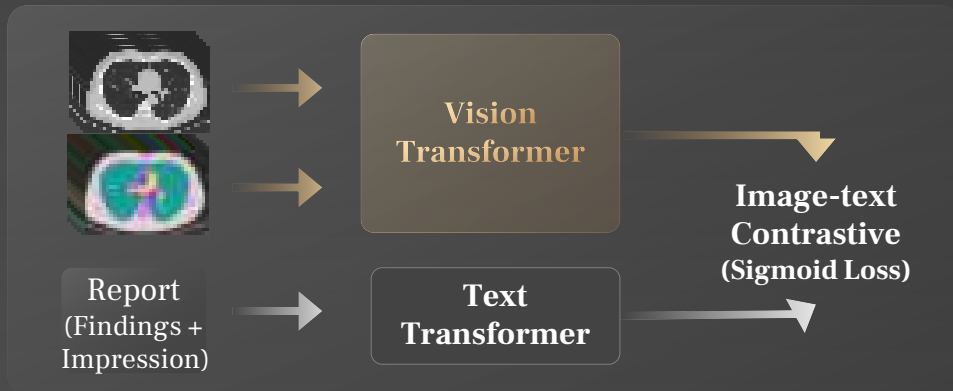 Vision
Transformer
Image-text
Contrastive
(Sigmoid Loss)
Report
(Findings +
Impression)
Text
Transformer